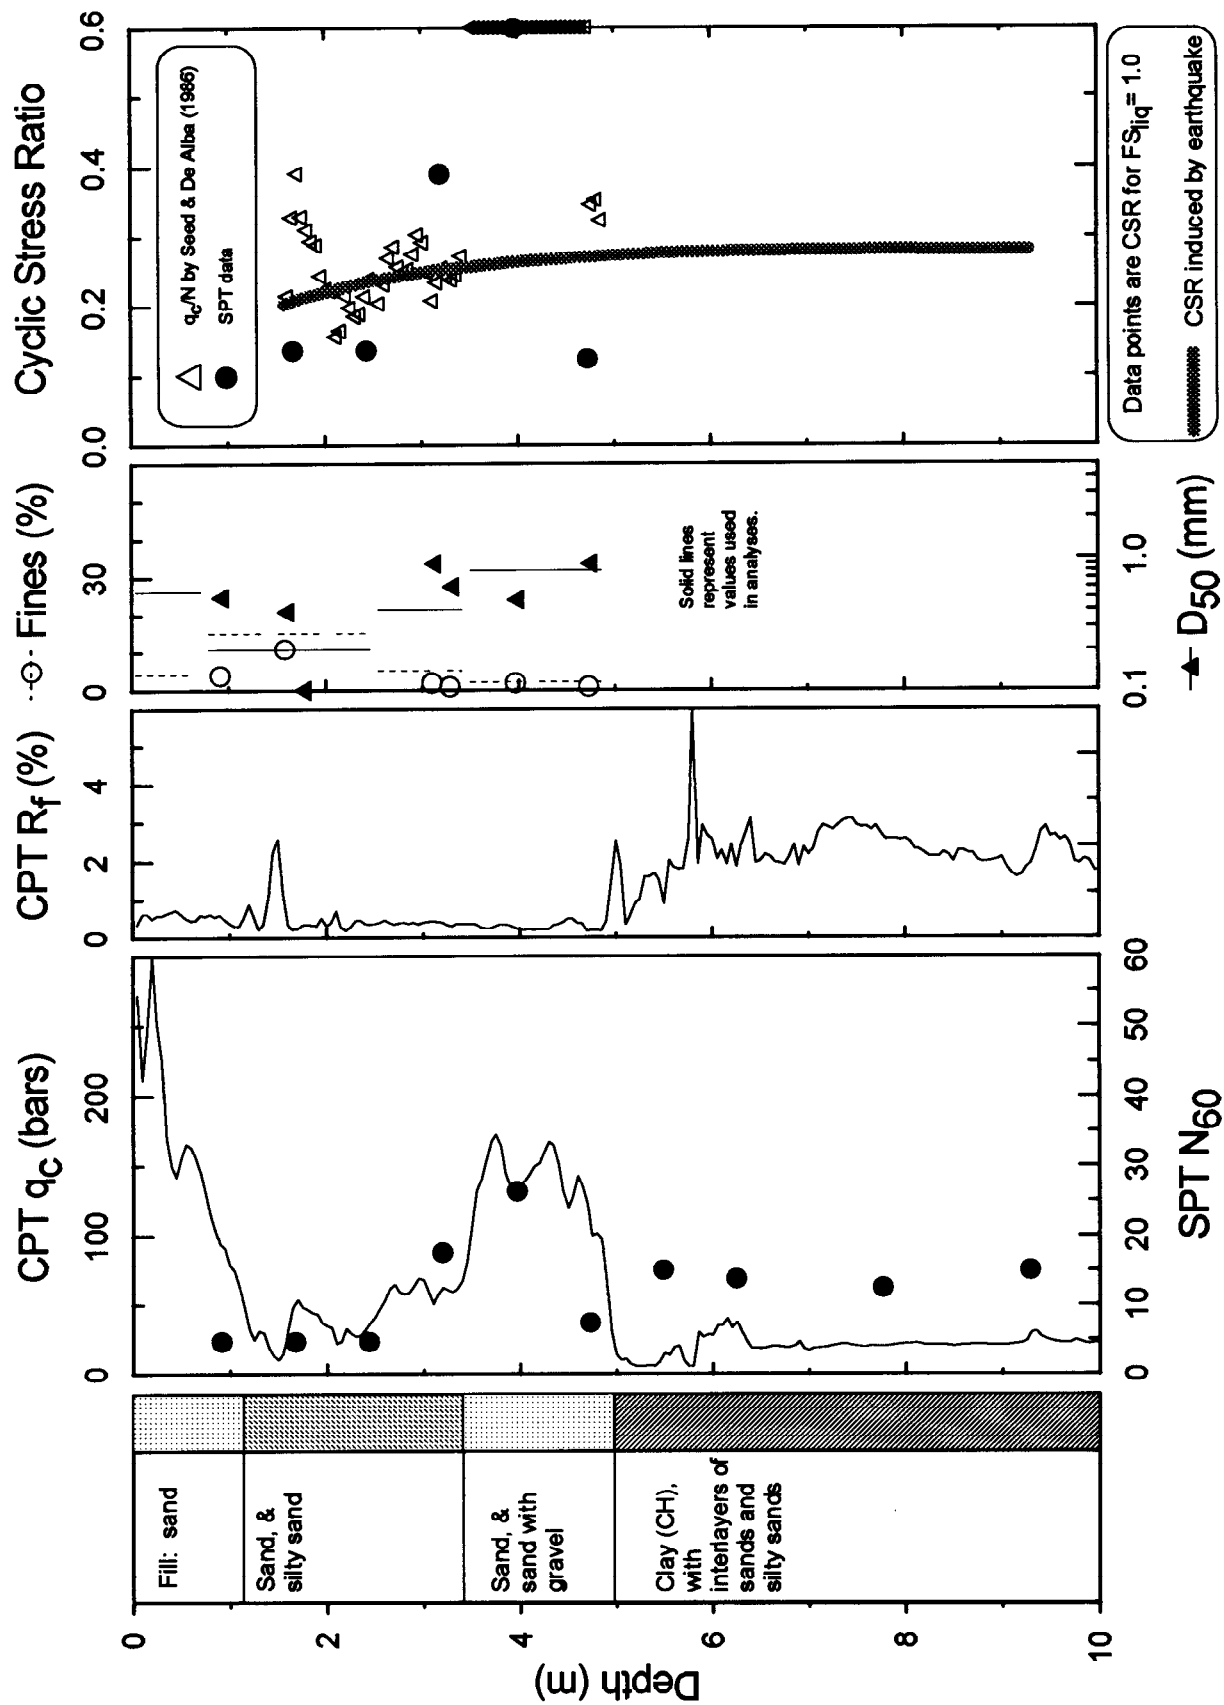 Depth (m)
0
2
4
6
8
10
Fill: sand
Sand, &
silty sand
Sand, &
sand with
gravel
Clay (CH),
with
interlayers of
sands and
silty sands
CPT qc (bars)
0
100
200
0
10
20
30
40
50
60
SPT N60
CPT Rf (%)
0
2
4
Fines (%)
0
30
Solid lines
represent
values used
in analyses.
0.1
1.0
D50 (mm)
Cyclic Stress Ratio
0.0
0.2
0.4
0.6
qc/N by Seed & De Alba (1986)
SPT data
Data points are CSR for FSliq= 1.0
CSR induced by earthquake